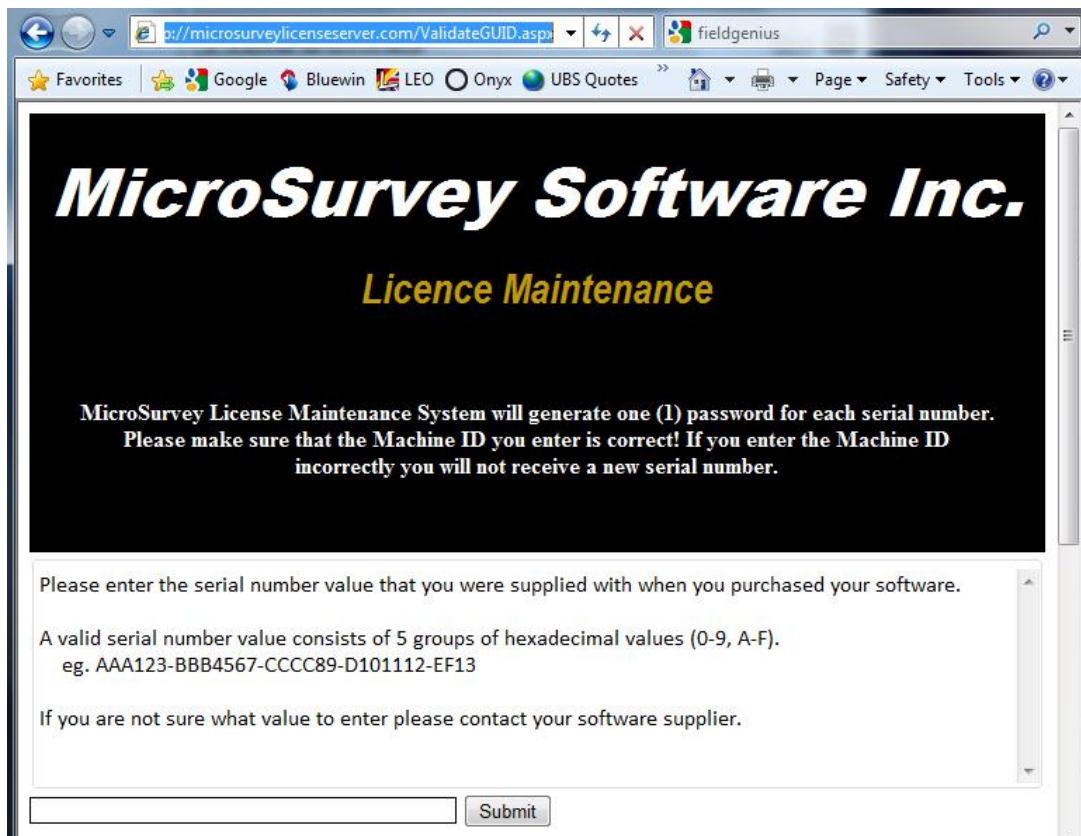 p://microsurveylicenseserver.com/ValidateGUID.aspx fieldgenius
Favorites Google Bluewin LEO Onyx UBS Quotes » Page Safety Tools
MicroSurvey Software Inc.
Licence Maintenance
MicroSurvey License Maintenance System will generate one (1) password for each serial number.
Please make sure that the Machine ID you enter is correct! If you enter the Machine ID
incorrectly you will not receive a new serial number.
Please enter the serial number value that you were supplied with when you purchased your software.
A valid serial number value consists of 5 groups of hexadecimal values (0-9, A-F).
eg. AAA123-BBB4567-CCCC89-D101112-EF13
If you are not sure what value to enter please contact your software supplier.
Submit